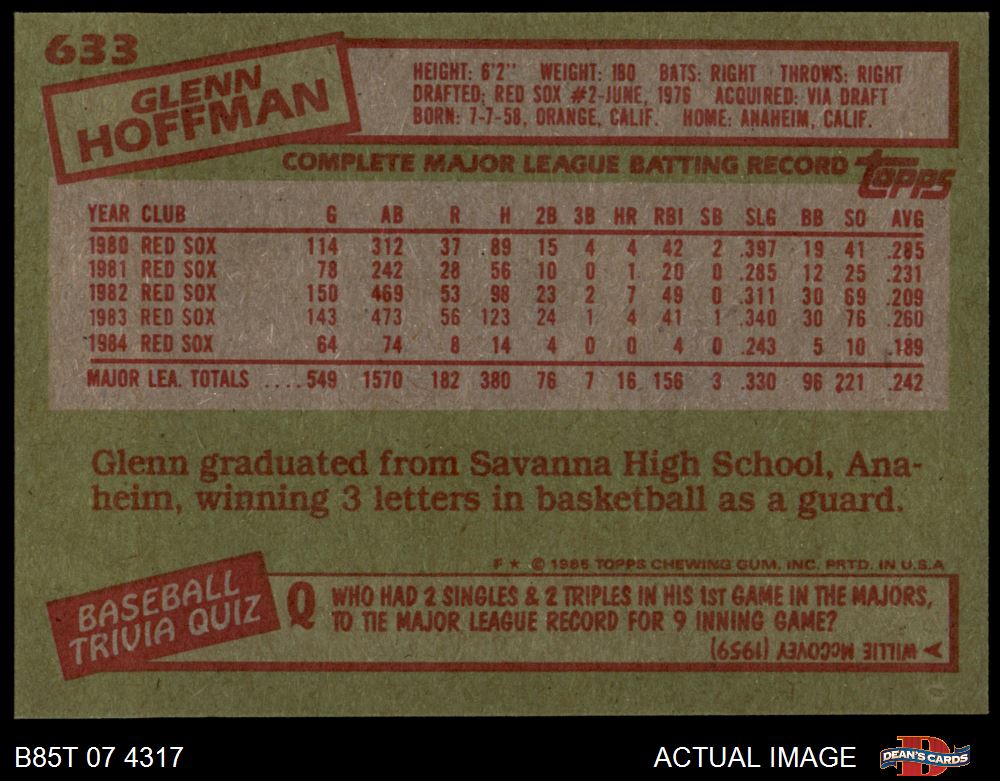 633
GLENN
HOFFMAN
HEIGHT: 6'2" WEIGHT: 180 BATS: RIGHT THROWS: RIGHT
DRAFTED: RED SOX #2-JUNE, 1976 ACQUIRED: VIA DRAFT
BORN: 7-7-58, ORANGE, CALIF. HOME: ANAHEIM, CALIF.
COMPLETE MAJOR LEAGUE BATTING RECORD Topps
YEAR CLUB G AB R H 2B 3B HR RBI SB SLG BB SO AVG
1980 RED SOX 114 312 37 89 15 4 4 42 2 .397 19 41 .285
1981 RED SOX 78 242 28 56 10 0 1 20 0 .285 12 25 .231
1982 RED SOX 150 469 53 98 23 2 7 49 0 .311 30 69 .209
1983 RED SOX 143 473 56 123 24 1 4 41 1 .340 30 76 .260
1984 RED SOX 64 74 8 14 4 0 0 4 0 .243 5 10 .189
MAJOR LEA. TOTALS ....549 1570 182 380 76 7 16 156 3 .330 96 221 .242
Glenn graduated from Savanna High School, Ana-
heim, winning 3 letters in basketball as a guard.
F ★ © 1985 TOPPS CHEWING GUM, INC. PRTD. IN U.S.A.
BASEBALL
TRIVIA QUIZ
Q WHO HAD 2 SINGLES & 2 TRIPLES IN HIS 1ST GAME IN THE MAJORS,
TO TIE MAJOR LEAGUE RECORD FOR 9 INNING GAME?
A WILLIE MCCOVEY (1959)
B85T 07 4317
ACTUAL IMAGE
DEAN'S CARDS